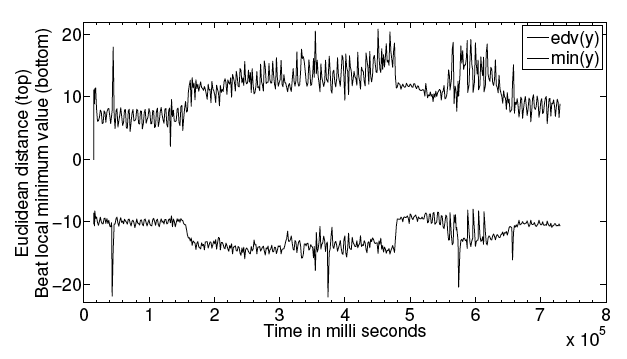 Euclidean distance (top)
Beat local minimum value (bottom)
20
10
0
−10
−20
edv(y)
min(y)
0 1 2 3 4 5 6 7 8
Time in milli seconds
x 10^5